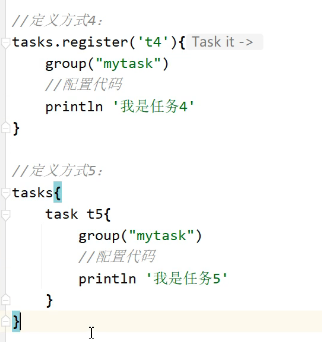 //定义方式4:
tasks.register('t4'){ Task it ->
group("mytask")
//配置代码
println '我是任务4'
}
//定义方式5:
tasks{
task t5{
group("mytask")
//配置代码
println '我是任务5'
}
}